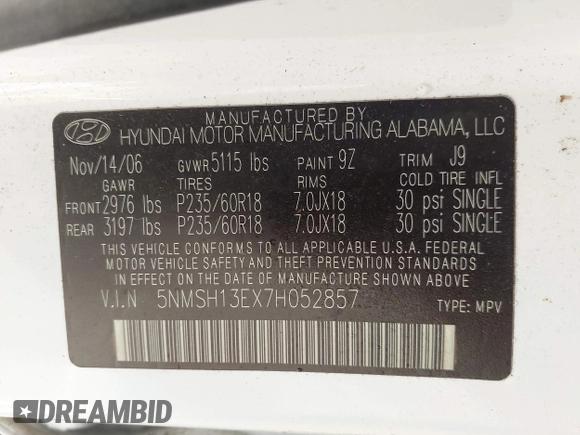 MANUFACTURED BY
HYUNDAI MOTOR MANUFACTURING ALABAMA, LLC
Nov/14/06 GVWR 5115 lbs PAINT 9Z TRIM J9
GAWR TIRES RIMS COLD TIRE INFL
FRONT 2976 lbs P235/60R18 7.0JX18 30 psi SINGLE
REAR 3197 lbs P235/60R18 7.0JX18 30 psi SINGLE
THIS VEHICLE CONFORMS TO ALL APPLICABLE U.S.A. FEDERAL
MOTOR VEHICLE SAFETY AND THEFT PREVENTION STANDARDS
IN EFFECT ON THE DATE OF MANUFACTURE SHOWN ABOVE.
V.I.N 5NMSH13EX7H052857
TYPE: MPV
DREAMBID